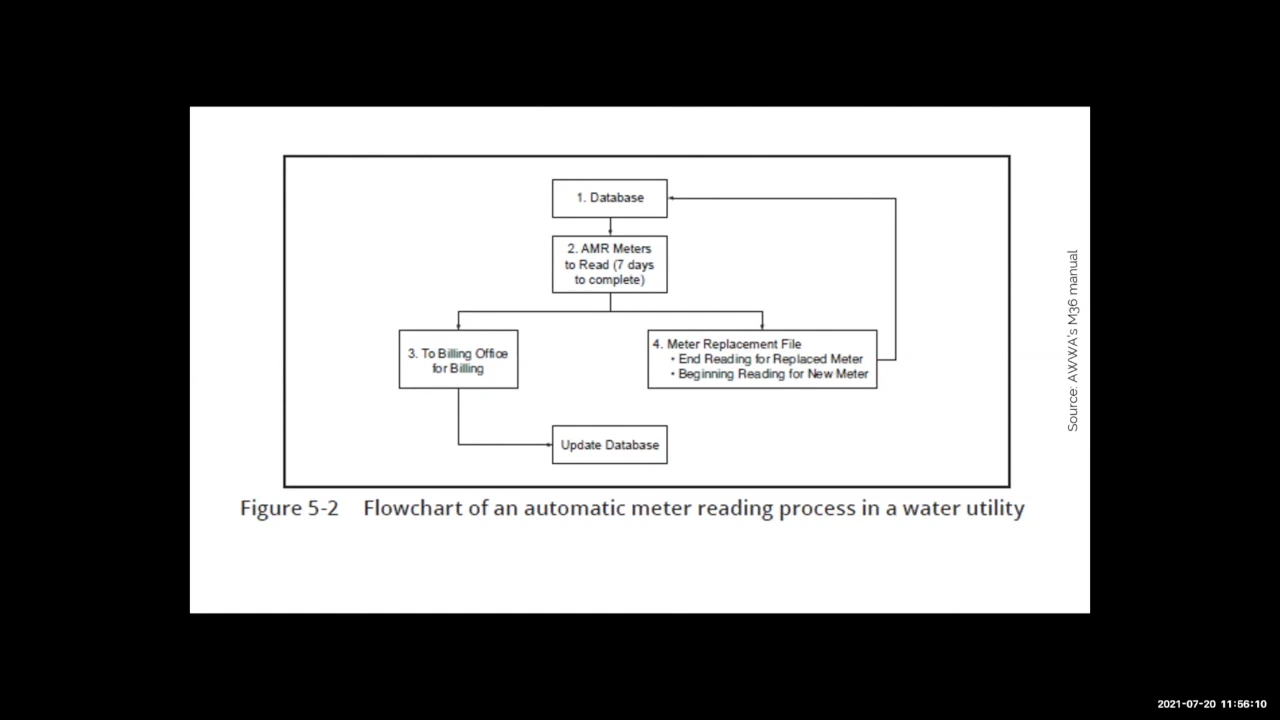 1. Database
2. AMR Meters
to Read (7 days
to complete)
3. To Billing Office
for Billing
4. Meter Replacement File
• End Reading for Replaced Meter
• Beginning Reading for New Meter
Update Database
Figure 5-2 Flowchart of an automatic meter reading process in a water utility
Source: AWWA's M36 manual
2021-07-20 11:56:10